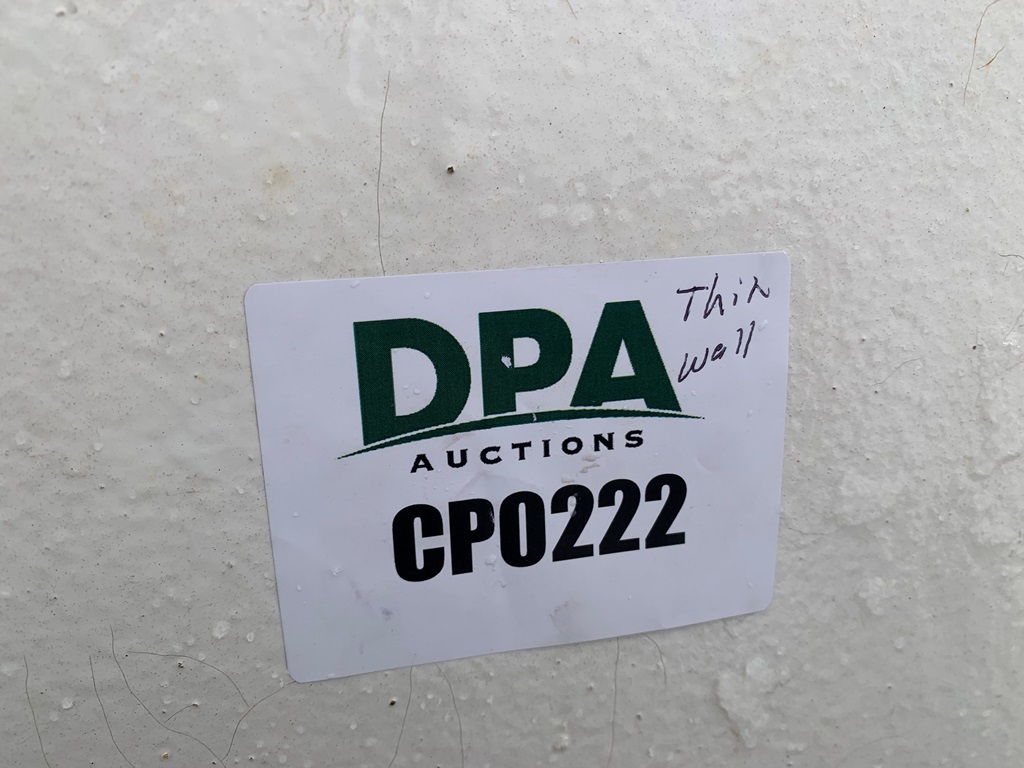 Thin
wall
DPA
AUCTIONS
CP0222